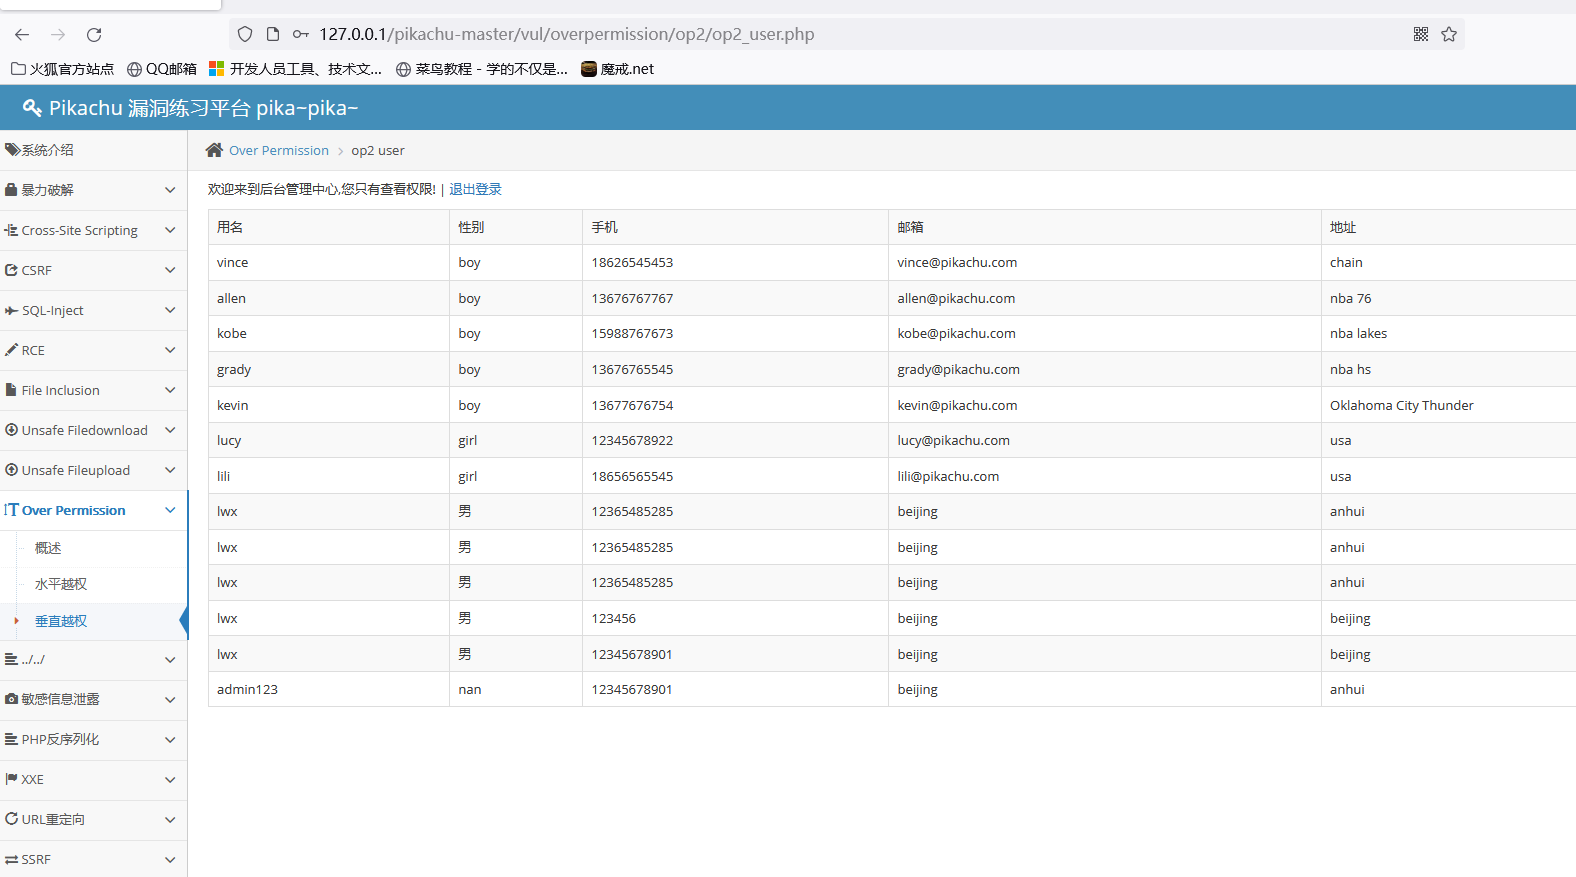 127.0.0.1/pikachu-master/vul/overpermission/op2/op2_user.php
火狐官方站点 QQ邮箱 开发人员工具、技术文... 菜鸟教程 - 学的不仅是... 魔戒.net
Pikachu 漏洞练习平台 pika~pika~
系统介绍
暴力破解
Cross-Site Scripting
CSRF
SQL-Inject
RCE
File Inclusion
Unsafe Filedownload
Unsafe Fileupload
Over Permission
概述
水平越权
垂直越权
../../
敏感信息泄露
PHP反序列化
XXE
URL重定向
SSRF
Over Permission > op2 user
欢迎来到后台管理中心,您只有查看权限! | 退出登录
用名 性别 手机 邮箱 地址
vince boy 18626545453 vince@pikachu.com chain
allen boy 13676767767 allen@pikachu.com nba 76
kobe boy 15988767673 kobe@pikachu.com nba lakes
grady boy 13676765545 grady@pikachu.com nba hs
kevin boy 13677676754 kevin@pikachu.com Oklahoma City Thunder
lucy girl 12345678922 lucy@pikachu.com usa
lili girl 18656565545 lili@pikachu.com usa
lwx 男 12365485285 beijing anhui
lwx 男 12365485285 beijing anhui
lwx 男 12365485285 beijing anhui
lwx 男 123456 beijing beijing
lwx 男 12345678901 beijing beijing
admin123 nan 12345678901 beijing anhui